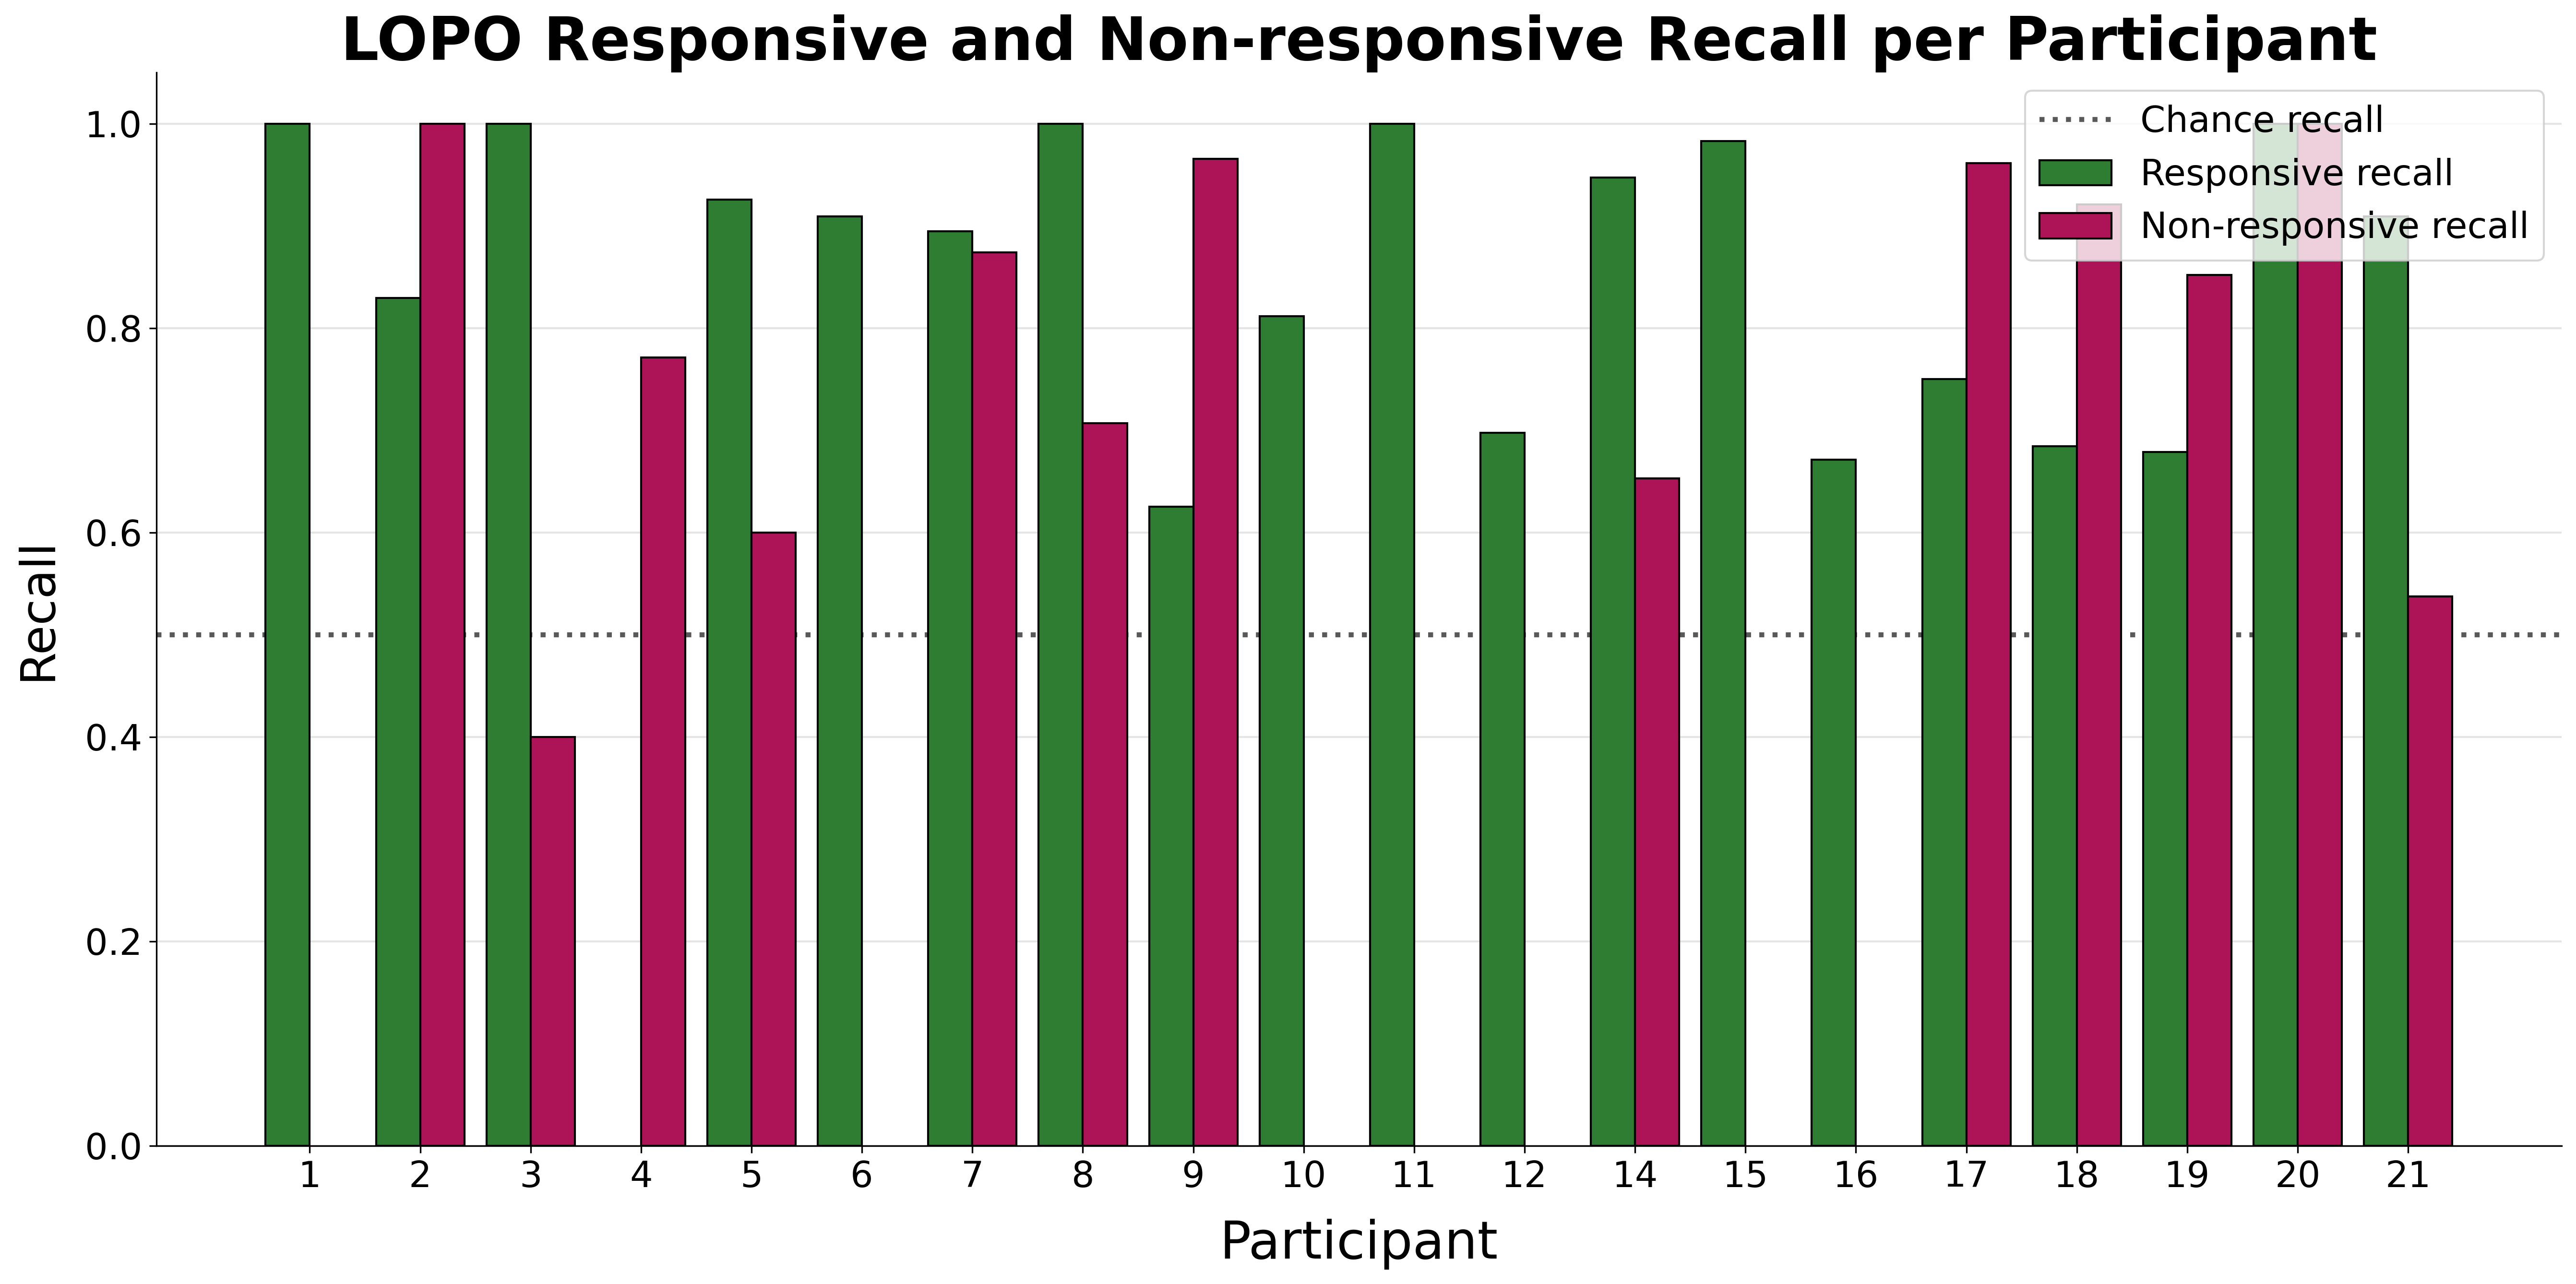 LOPO Responsive and Non-responsive Recall per Participant
Chance recall
Responsive recall
Non-responsive recall
1.0
0.8
0.6
0.4
0.2
0.0
Recall
1 2 3 4 5 6 7 8 9 10 11 12 14 15 16 17 18 19 20 21
Participant